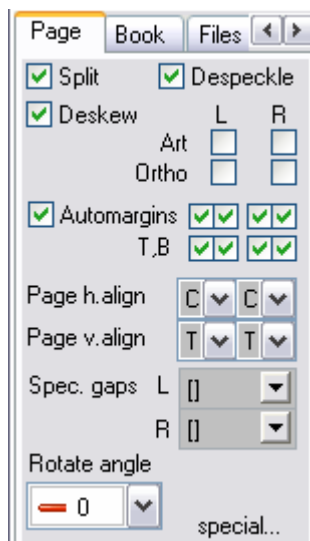 Page Book Files
Split Despeckle
Deskew L R
Art
Ortho
Automargins
T,B
Page h.align C C
Page v.align T T
Spec. gaps L []
R []
Rotate angle
0
special...